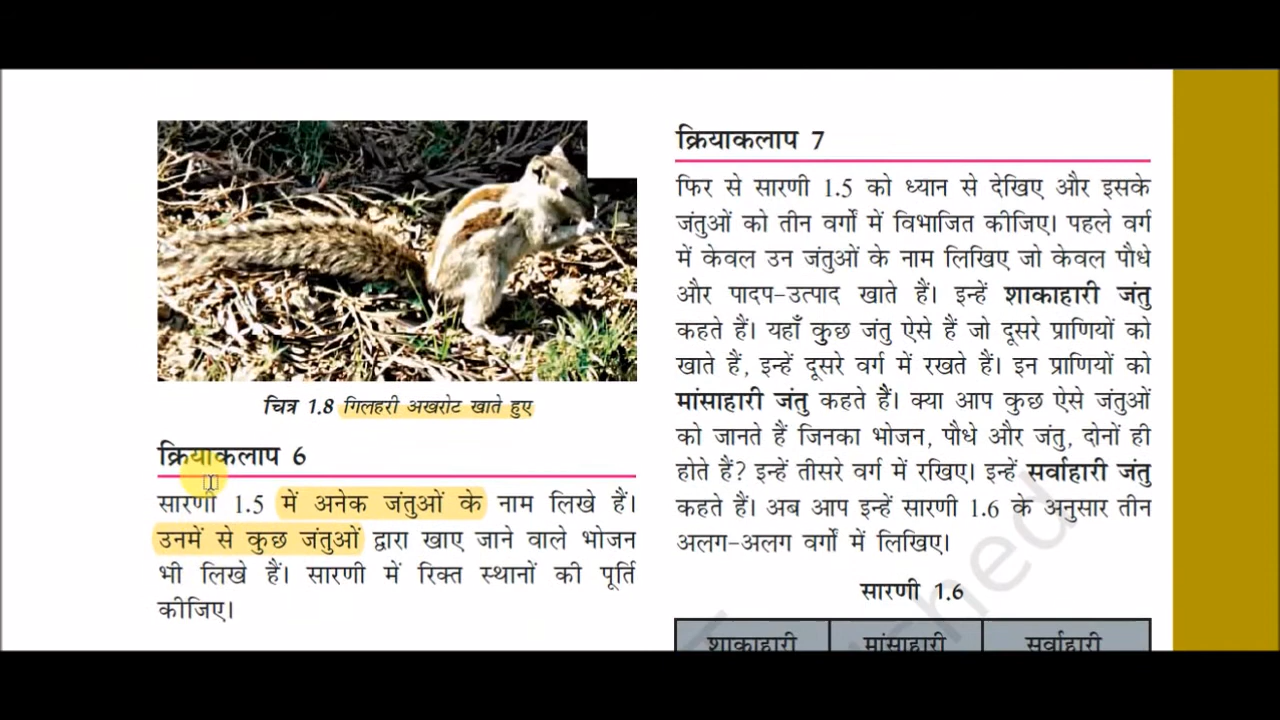 चित्र 1.8 गिलहरी अखरोट खाते हुए
क्रियाकलाप 6
सारणी 1.5 में अनेक जंतुओं के नाम लिखे हैं।
उनमें से कुछ जंतुओं द्वारा खाए जाने वाले भोजन
भी लिखे हैं। सारणी में रिक्त स्थानों की पूर्ति
कीजिए।
क्रियाकलाप 7
फिर से सारणी 1.5 को ध्यान से देखिए और इसके
जंतुओं को तीन वर्गों में विभाजित कीजिए। पहले वर्ग
में केवल उन जंतुओं के नाम लिखिए जो केवल पौधे
और पादप-उत्पाद खाते हैं। इन्हें शाकाहारी जंतु
कहते हैं। यहाँ कुछ जंतु ऐसे हैं जो दूसरे प्राणियों को
खाते हैं, इन्हें दूसरे वर्ग में रखते हैं। इन प्राणियों को
मांसाहारी जंतु कहते हैं। क्या आप कुछ ऐसे जंतुओं
को जानते हैं जिनका भोजन, पौधे और जंतु, दोनों ही
होते हैं? इन्हें तीसरे वर्ग में रखिए। इन्हें सर्वाहारी जंतु
कहते हैं। अब आप इन्हें सारणी 1.6 के अनुसार तीन
अलग-अलग वर्गों में लिखिए।
सारणी 1.6
शाकाहारी मांसाहारी सर्वाहारी